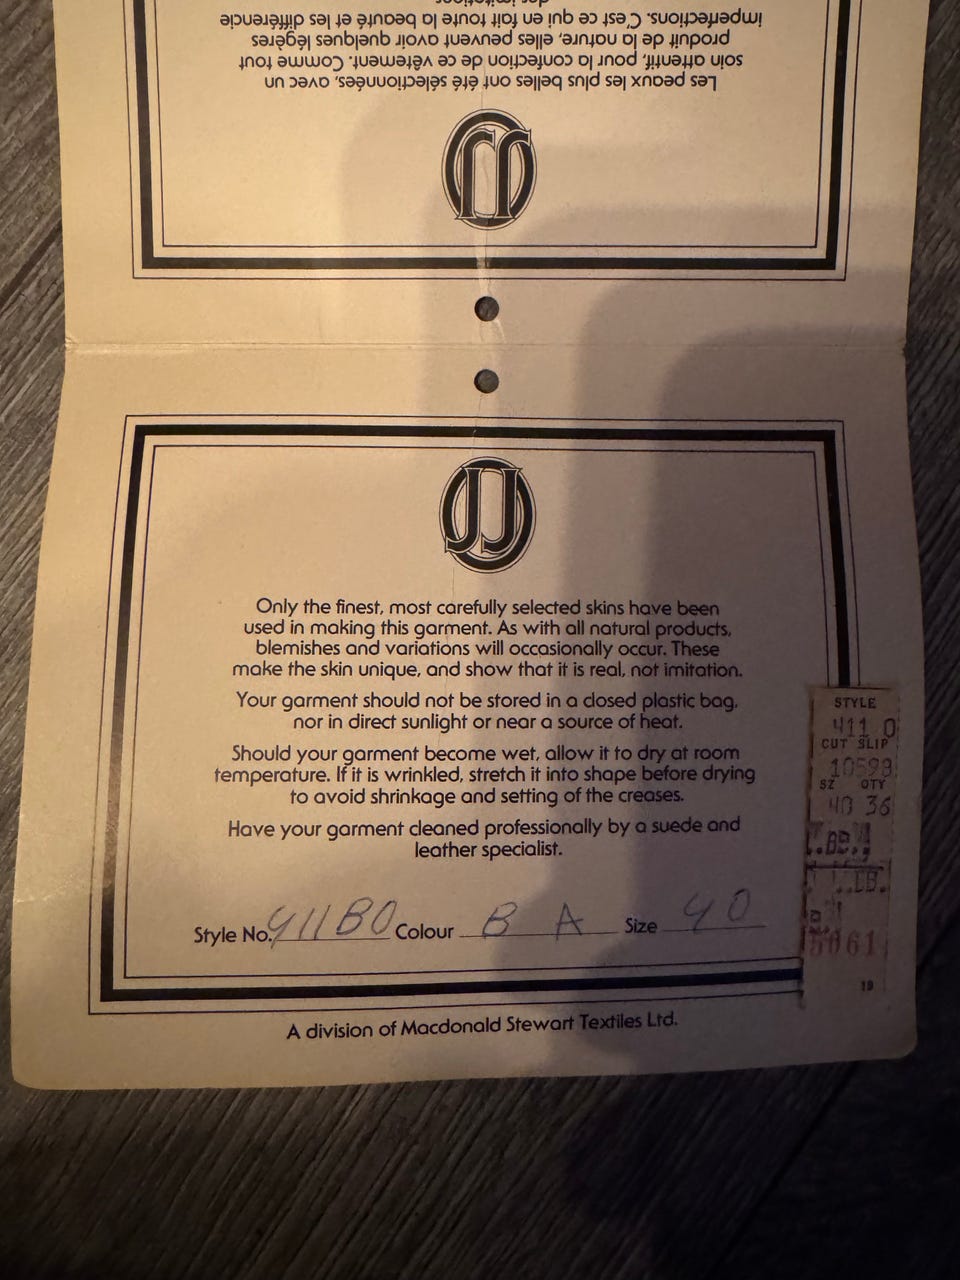 des imitations.
imperfections. C'est ce qui en fait toute la beauté et les différencie
produit de la nature, elles peuvent avoir quelques légères
soin attentif, pour la confection de ce vêtement. Comme tout
Les peaux les plus belles ont été sélectionnées, avec un
JJ
JJ
Only the finest, most carefully selected skins have been
used in making this garment. As with all natural products,
blemishes and variations will occasionally occur. These
make the skin unique, and show that it is real, not imitation.
Your garment should not be stored in a closed plastic bag,
nor in direct sunlight or near a source of heat.
Should your garment become wet, allow it to dry at room
temperature. If it is wrinkled, stretch it into shape before drying
to avoid shrinkage and setting of the creases.
Have your garment cleaned professionally by a suede and
leather specialist.
Style No. 411B0 Colour B A Size 40
A division of Macdonald Stewart Textiles Ltd.
STYLE
411 0
CUT SLIP
10598
SZ QTY
40 36
19